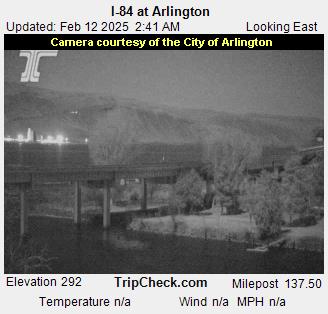 I-84 at Arlington
Updated: Feb 12 2025 2:41 AM Looking East
Camera courtesy of the City of Arlington
Elevation 292 TripCheck.com Milepost 137.50
Temperature n/a Wind n/a MPH n/a